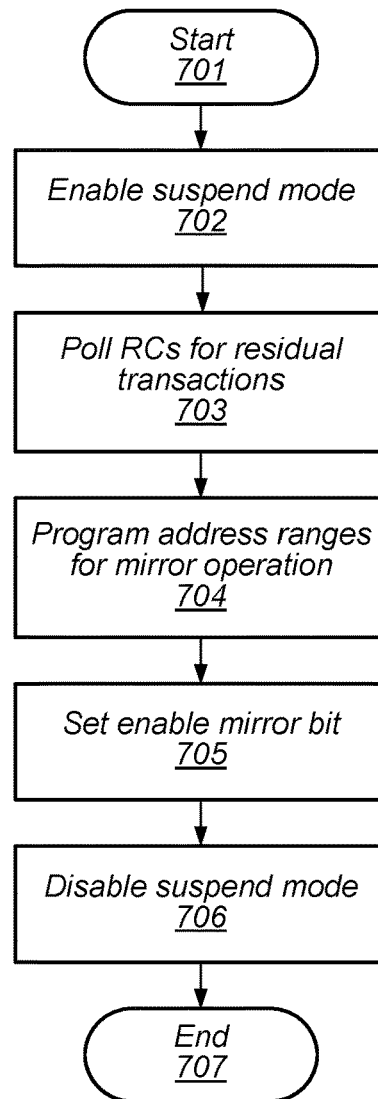 Start
701
Enable suspend mode
702
Poll RCs for residual
transactions
703
Program address ranges
for mirror operation
704
Set enable mirror bit
705
Disable suspend mode
706
End
707